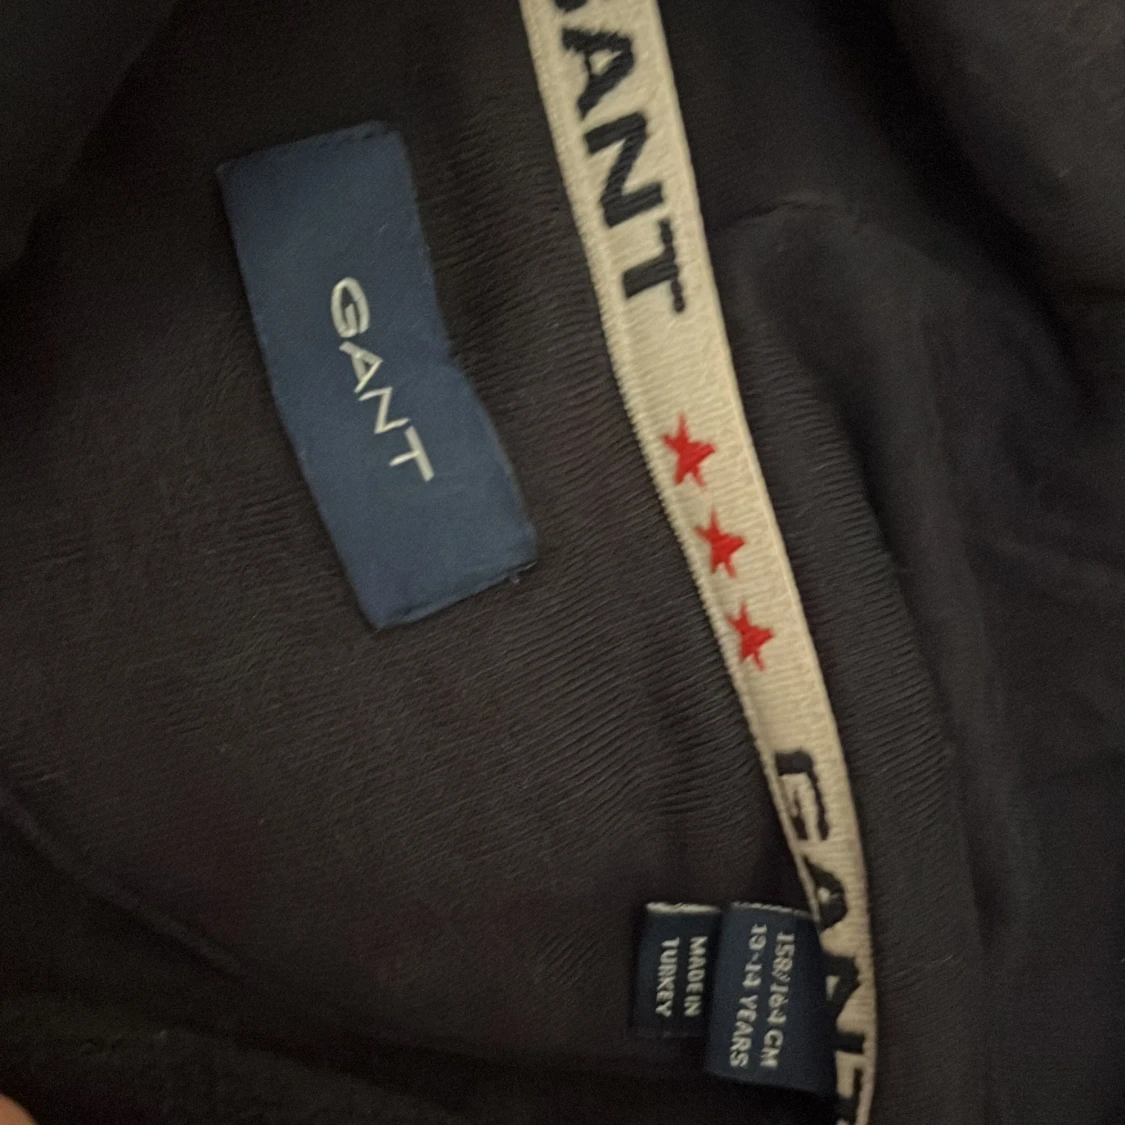 GANT
GANT
GANT
158/164 CM
13-14 YEARS
MADE IN
TURKEY